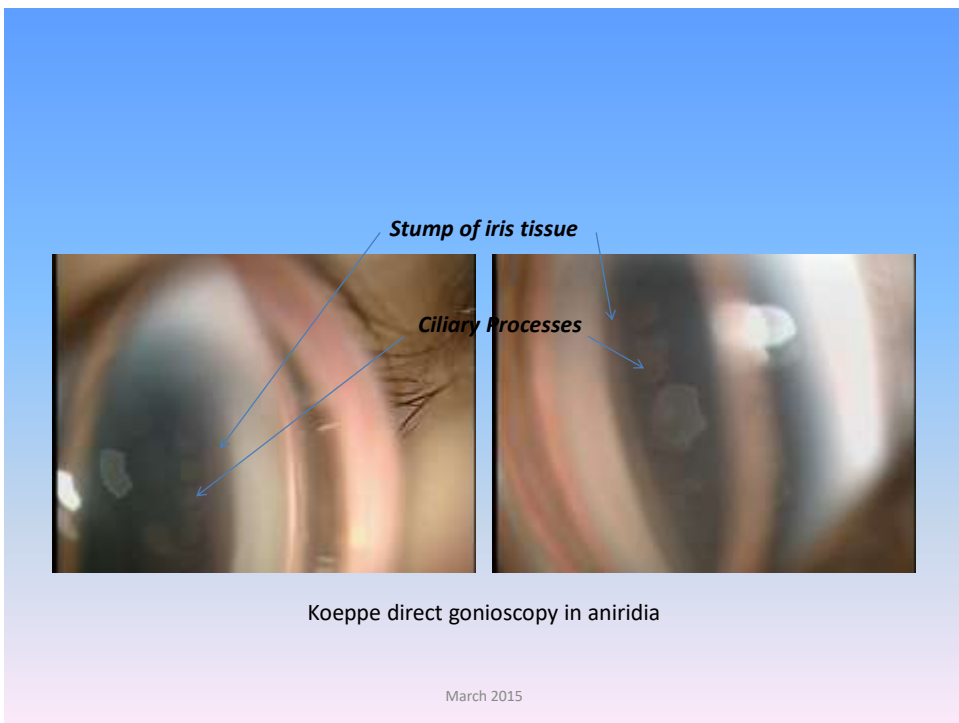 Stump of iris tissue
Ciliary Processes
Koeppe direct gonioscopy in aniridia
March 2015